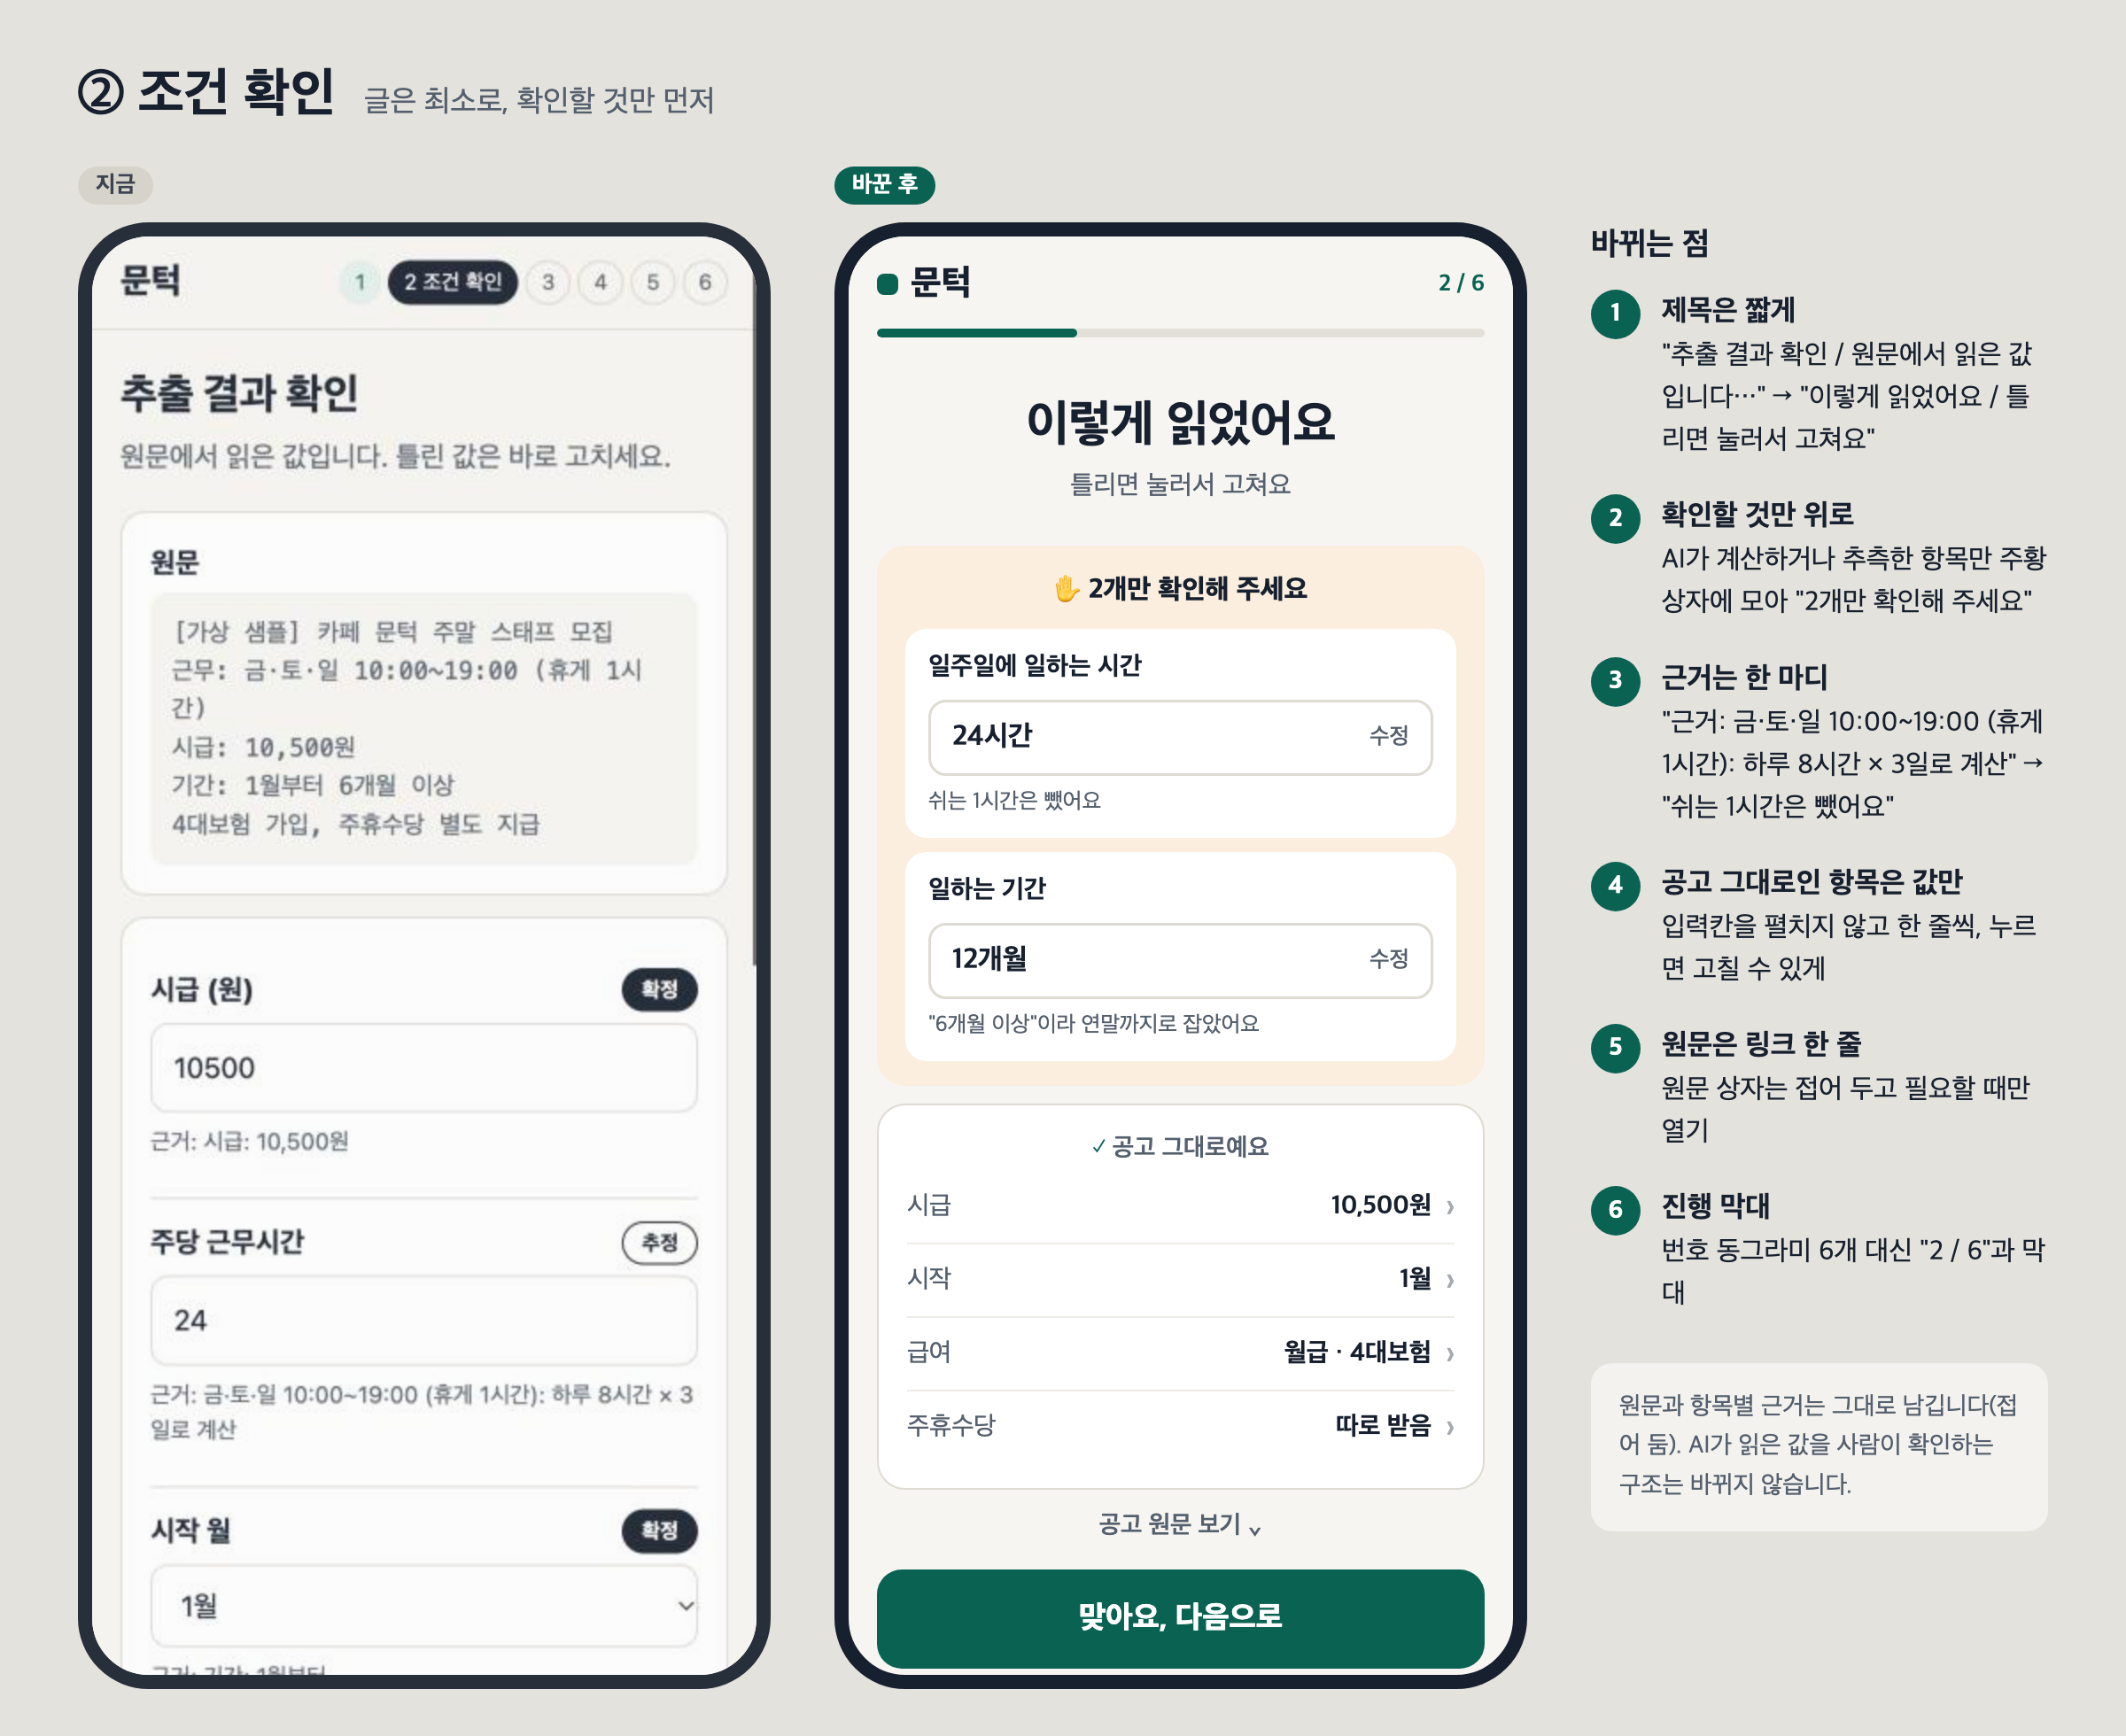 ② 조건 확인 글은 최소로, 확인할 것만 먼저
지금
문턱 1 2 조건 확인 3 4 5 6
추출 결과 확인
원문에서 읽은 값입니다. 틀린 값은 바로 고치세요.
원문
[가상 샘플] 카페 문턱 주말 스태프 모집
근무: 금·토·일 10:00~19:00 (휴게 1시
간)
시급: 10,500원
기간: 1월부터 6개월 이상
4대보험 가입, 주휴수당 별도 지급
시급 (원) 확정
10500
근거: 시급: 10,500원
주당 근무시간 추정
24
근거: 금·토·일 10:00~19:00 (휴게 1시간): 하루 8시간 × 3
일로 계산
시작 월 확정
1월
근거: 기간: 1월부터
바꾼 후
문턱 2 / 6
이렇게 읽었어요
틀리면 눌러서 고쳐요
✋ 2개만 확인해 주세요
일주일에 일하는 시간
24시간 수정
쉬는 1시간은 뺐어요
일하는 기간
12개월 수정
"6개월 이상"이라 연말까지로 잡았어요
✓ 공고 그대로예요
시급 10,500원 ›
시작 1월 ›
급여 월급 · 4대보험 ›
주휴수당 따로 받음 ›
공고 원문 보기 ⌄
맞아요, 다음으로
바뀌는 점
1 제목은 짧게
"추출 결과 확인 / 원문에서 읽은 값
입니다…" → "이렇게 읽었어요 / 틀
리면 눌러서 고쳐요"
2 확인할 것만 위로
AI가 계산하거나 추측한 항목만 주황
상자에 모아 "2개만 확인해 주세요"
3 근거는 한 마디
"근거: 금·토·일 10:00~19:00 (휴게
1시간): 하루 8시간 × 3일로 계산" →
"쉬는 1시간은 뺐어요"
4 공고 그대로인 항목은 값만
입력칸을 펼치지 않고 한 줄씩, 누르
면 고칠 수 있게
5 원문은 링크 한 줄
원문 상자는 접어 두고 필요할 때만
열기
6 진행 막대
번호 동그라미 6개 대신 "2 / 6"과 막
대
원문과 항목별 근거는 그대로 남깁니다(접
어 둠). AI가 읽은 값을 사람이 확인하는
구조는 바뀌지 않습니다.